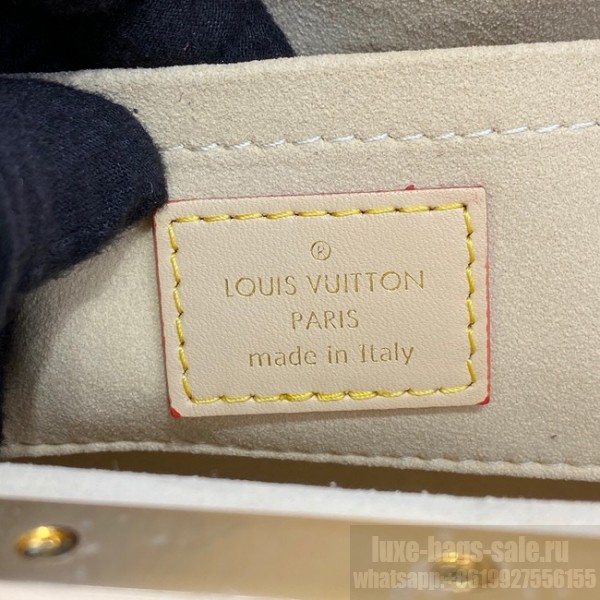 ®
LOUIS VUITTON
PARIS
made in Italy
luxe-bags-sale.ru
whatsapp:+8619927556155